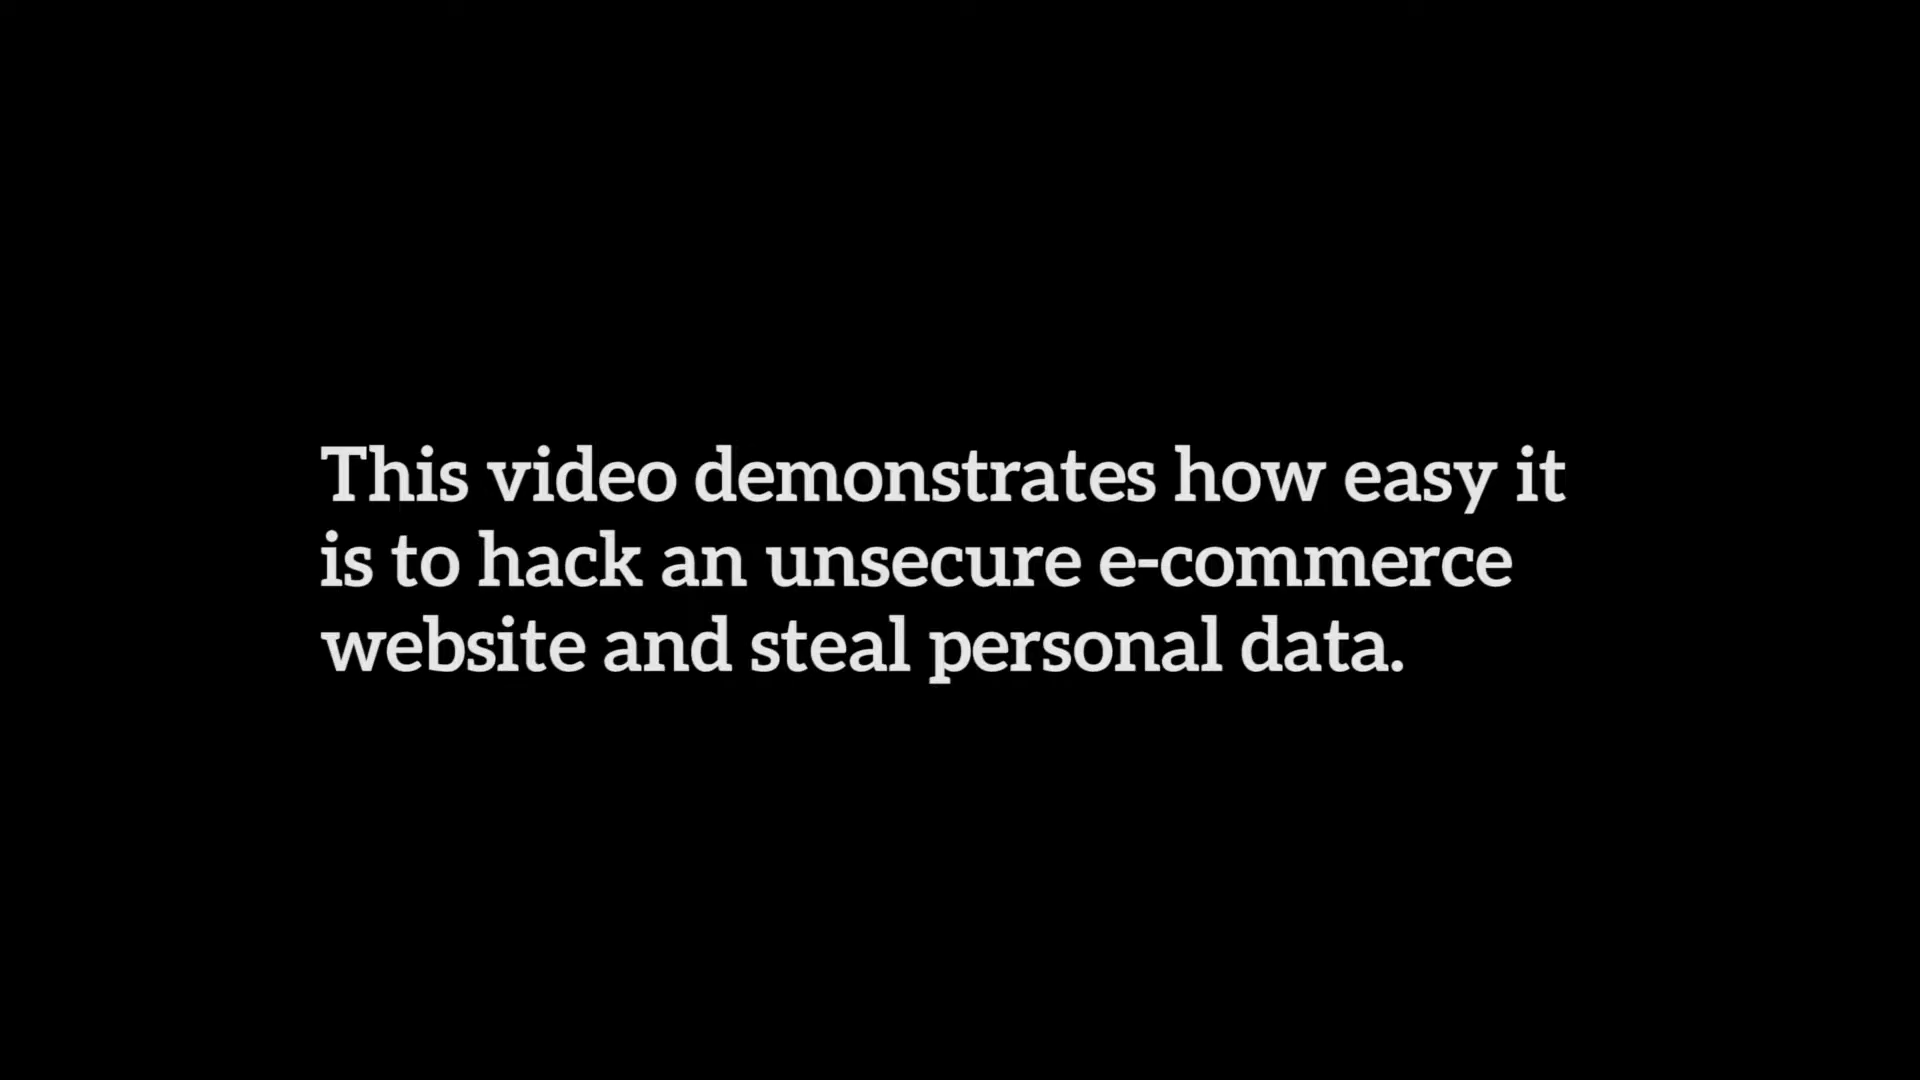 This video demonstrates how easy it
is to hack an unsecure e-commerce
website and steal personal data.